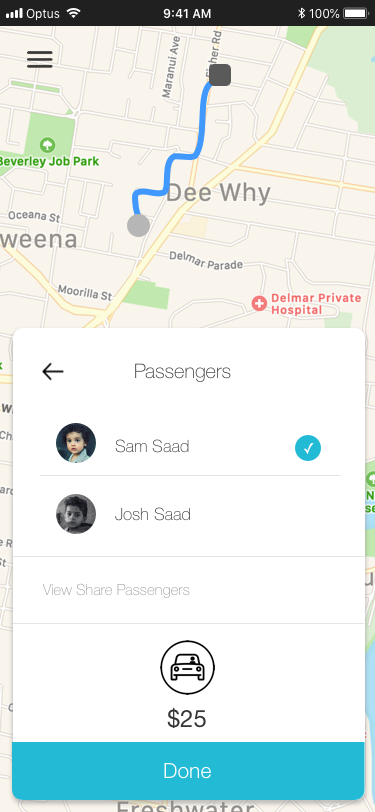 Optus
9:41 AM
100%
Maranui Ave
Fisher Rd
Beverley Job Park
Dee Why
Oceana St
weena
Delmar Parade
Moorilla St
Delmar Private
Hospital
Passengers
Sam Saad
Josh Saad
View Share Passengers
$25
Done
Freshwater